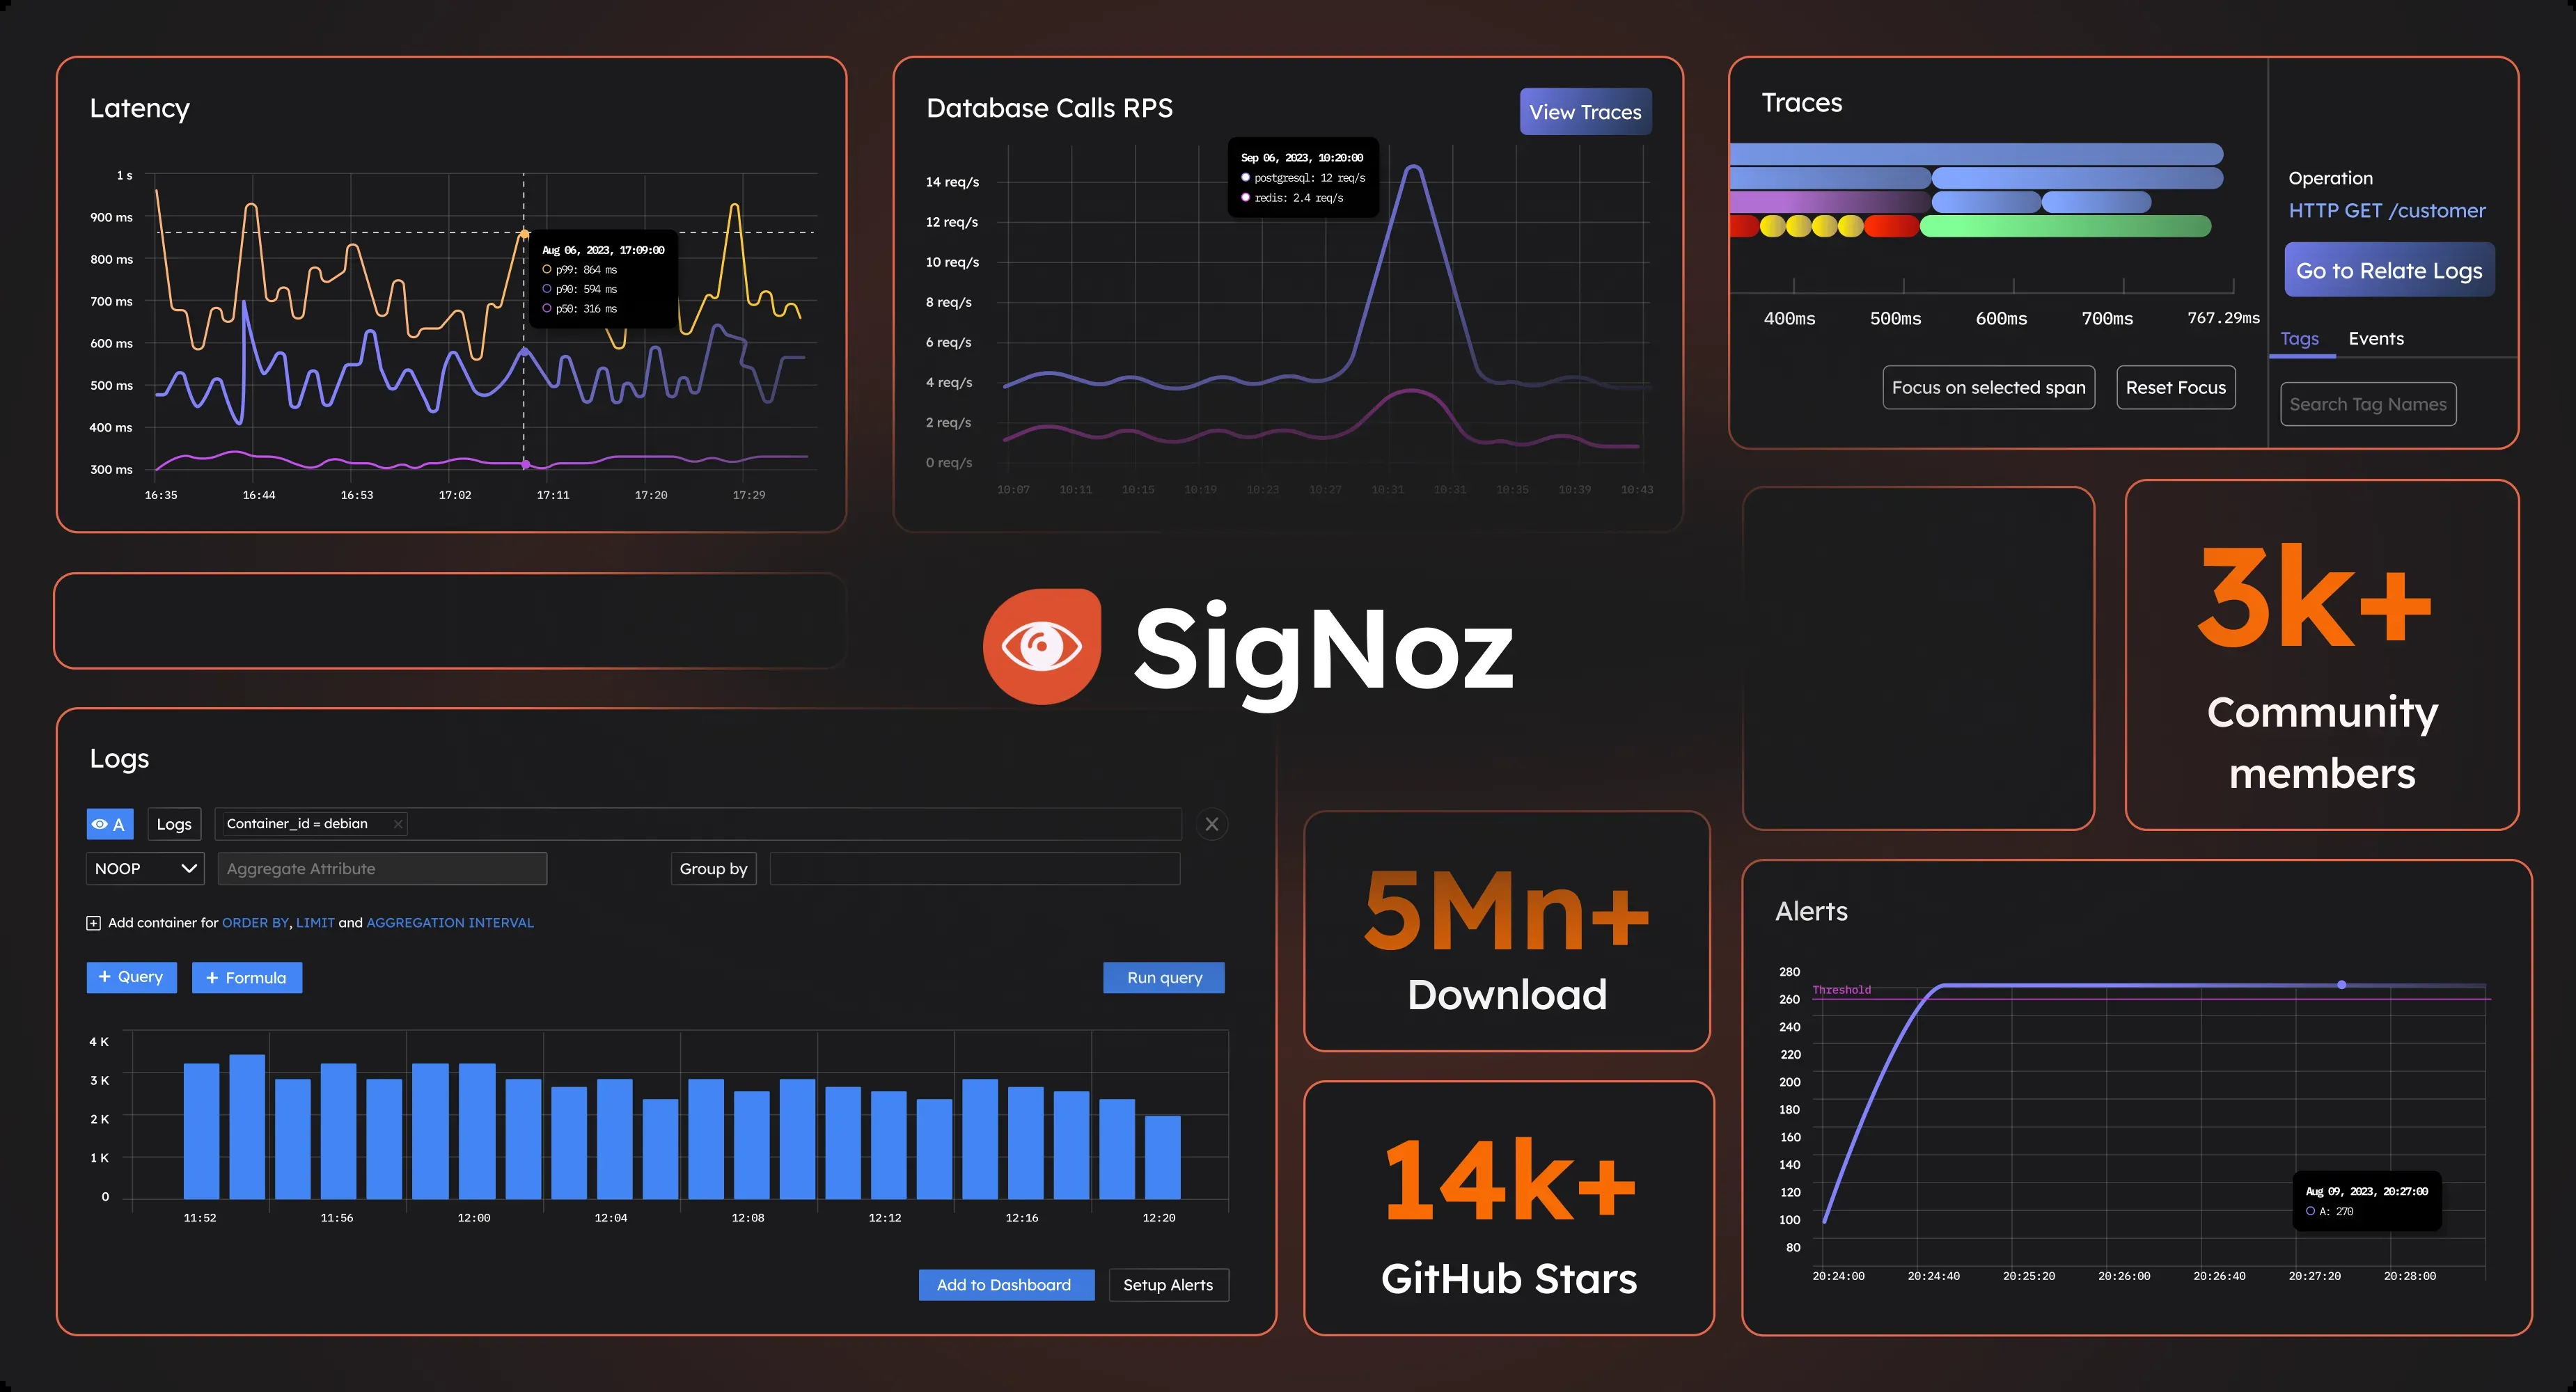 Latency
1 s
900 ms
800 ms
700 ms
600 ms
500 ms
400 ms
300 ms
Aug 06, 2023, 17:09:00
p99: 864 ms
p90: 594 ms
p50: 316 ms
16:35 16:44 16:53 17:02 17:11 17:20 17:29
Database Calls RPS
View Traces
Sep 06, 2023, 10:20:00
postgresql: 12 req/s
redis: 2.4 req/s
14 req/s
12 req/s
10 req/s
8 req/s
6 req/s
4 req/s
2 req/s
0 req/s
10:07 10:11 10:15 10:19 10:23 10:27 10:31 10:31 10:35 10:39 10:43
Traces
400ms 500ms 600ms 700ms 767.29ms
Focus on selected span Reset Focus
Operation
HTTP GET /customer
Go to Relate Logs
Tags Events
Search Tag Names
SigNoz
3k+
Community
members
Logs
A Logs Container_id = debian X
NOOP Aggregate Attribute Group by
Add container for ORDER BY, LIMIT and AGGREGATION INTERVAL
+ Query + Formula Run query
4 K
3 K
2 K
1 K
0
11:52 11:56 12:00 12:04 12:08 12:12 12:16 12:20
Add to Dashboard Setup Alerts
5Mn+
Download
14k+
GitHub Stars
Alerts
280
Threshold
260
240
220
200
180
160
140
120
100
80
Aug 09, 2023, 20:27:00
A: 270
20:24:00 20:24:40 20:25:20 20:26:00 20:26:40 20:27:20 20:28:00